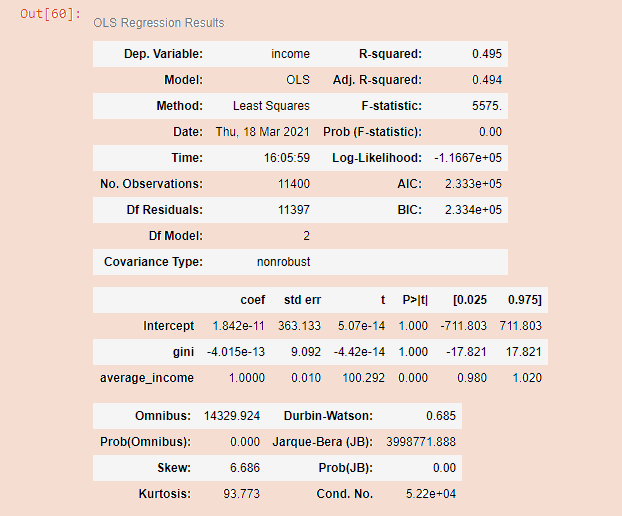 Out[60]:
OLS Regression Results
Dep. Variable: income R-squared: 0.495
Model: OLS Adj. R-squared: 0.494
Method: Least Squares F-statistic: 5575.
Date: Thu, 18 Mar 2021 Prob (F-statistic): 0.00
Time: 16:05:59 Log-Likelihood: -1.1667e+05
No. Observations: 11400 AIC: 2.333e+05
Df Residuals: 11397 BIC: 2.334e+05
Df Model: 2
Covariance Type: nonrobust
coef std err t P>|t| [0.025 0.975]
Intercept 1.842e-11 363.133 5.07e-14 1.000 -711.803 711.803
gini -4.015e-13 9.092 -4.42e-14 1.000 -17.821 17.821
average_income 1.0000 0.010 100.292 0.000 0.980 1.020
Omnibus: 14329.924 Durbin-Watson: 0.685
Prob(Omnibus): 0.000 Jarque-Bera (JB): 3998771.888
Skew: 6.686 Prob(JB): 0.00
Kurtosis: 93.773 Cond. No. 5.22e+04